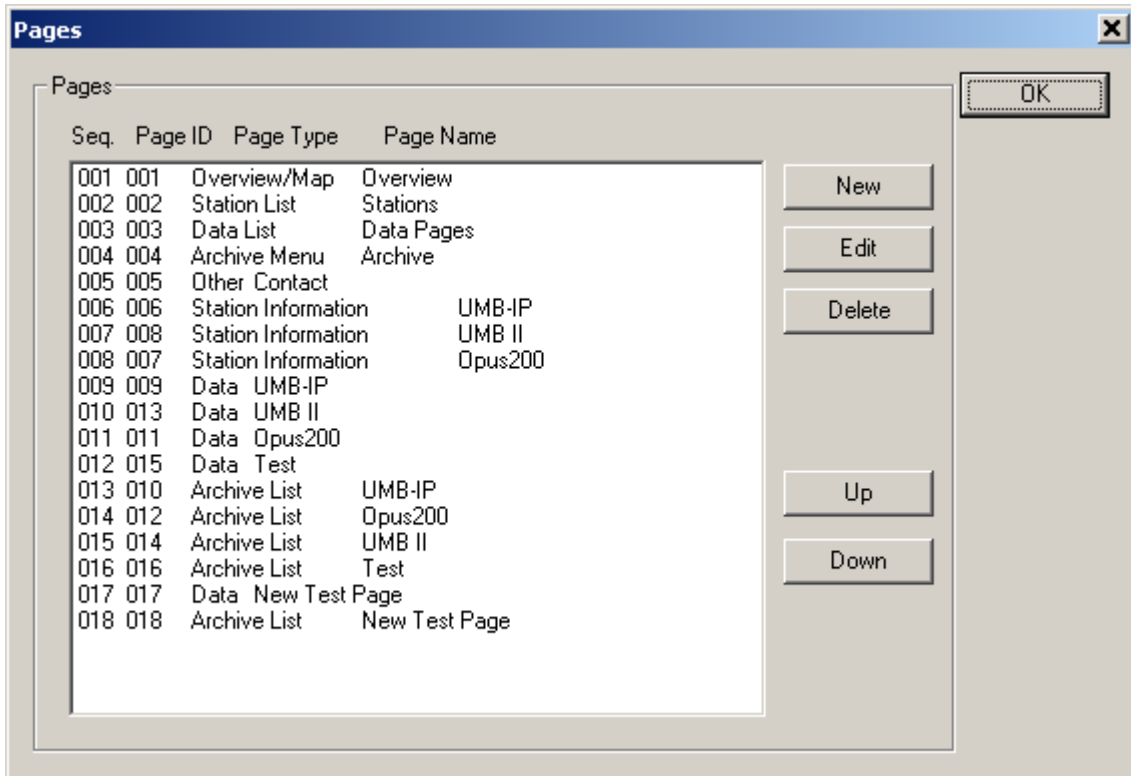 Pages
Pages
OK
Seq. Page ID Page Type Page Name
001 001 Overview/Map Overview
002 002 Station List Stations
003 003 Data List Data Pages
004 004 Archive Menu Archive
005 005 Other Contact
006 006 Station Information UMB-IP
007 008 Station Information UMB II
008 007 Station Information Opus200
009 009 Data UMB-IP
010 013 Data UMB II
011 011 Data Opus200
012 015 Data Test
013 010 Archive List UMB-IP
014 012 Archive List Opus200
015 014 Archive List UMB II
016 016 Archive List Test
017 017 Data New Test Page
018 018 Archive List New Test Page
New
Edit
Delete
Up
Down